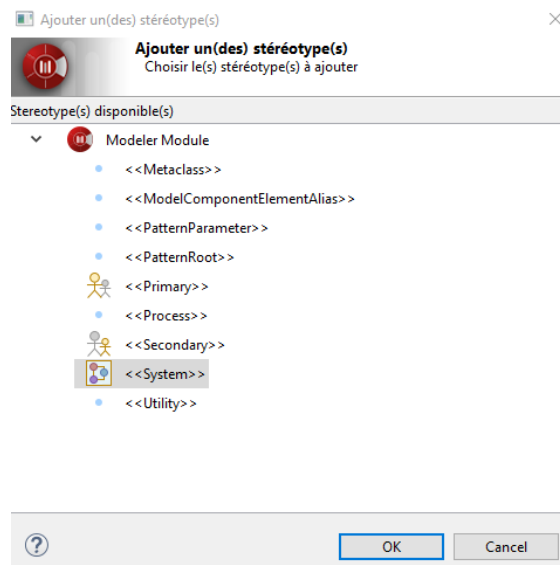 Ajouter un(des) stéréotype(s)
Ajouter un(des) stéréotype(s)
Choisir le(s) stéréotype(s) à ajouter
Stereotype(s) disponible(s)
Modeler Module
<<Metaclass>>
<<ModelComponentElementAlias>>
<<PatternParameter>>
<<PatternRoot>>
<<Primary>>
<<Process>>
<<Secondary>>
<<System>>
<<Utility>>
OK Cancel